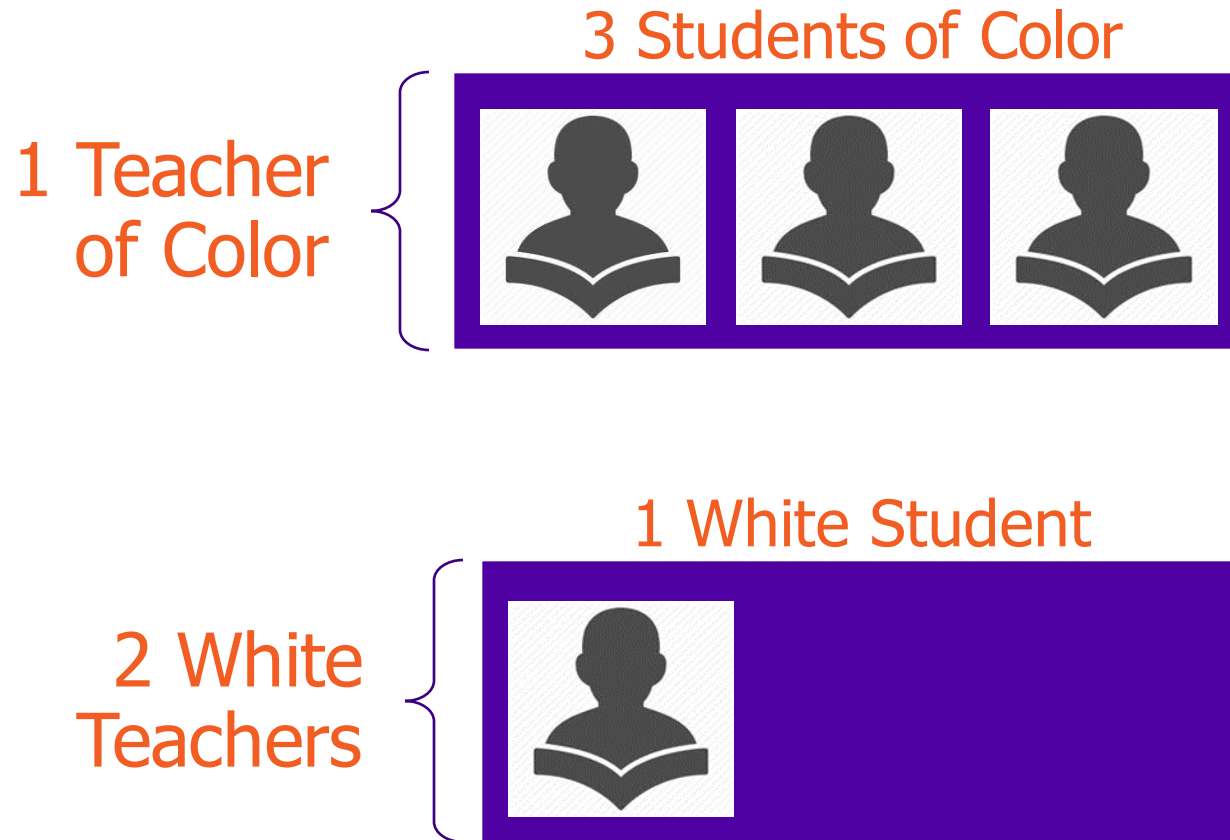 3 Students of Color
1 Teacher
of Color
1 White Student
2 White
Teachers